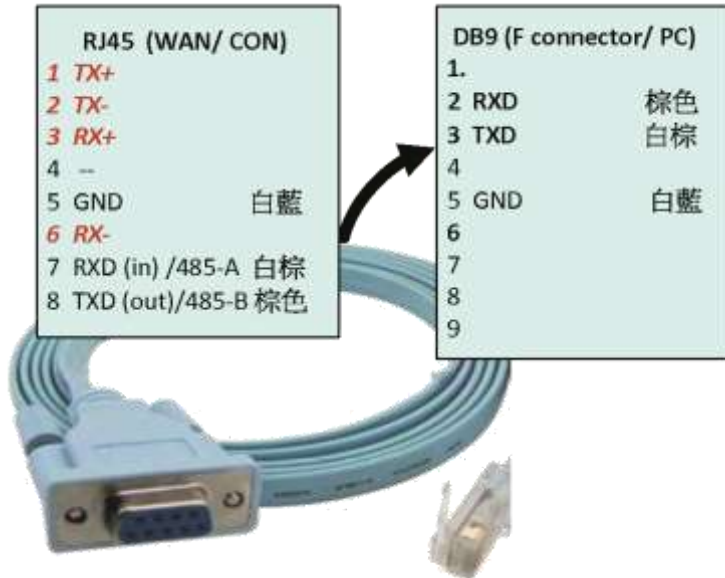 RJ45 (WAN/ CON)
1 TX+
2 TX-
3 RX+
4 --
5 GND 白藍
6 RX-
7 RXD (in) /485-A 白棕
8 TXD (out)/485-B 棕色
DB9 (F connector/ PC)
1.
2 RXD 棕色
3 TXD 白棕
4
5 GND 白藍
6
7
8
9